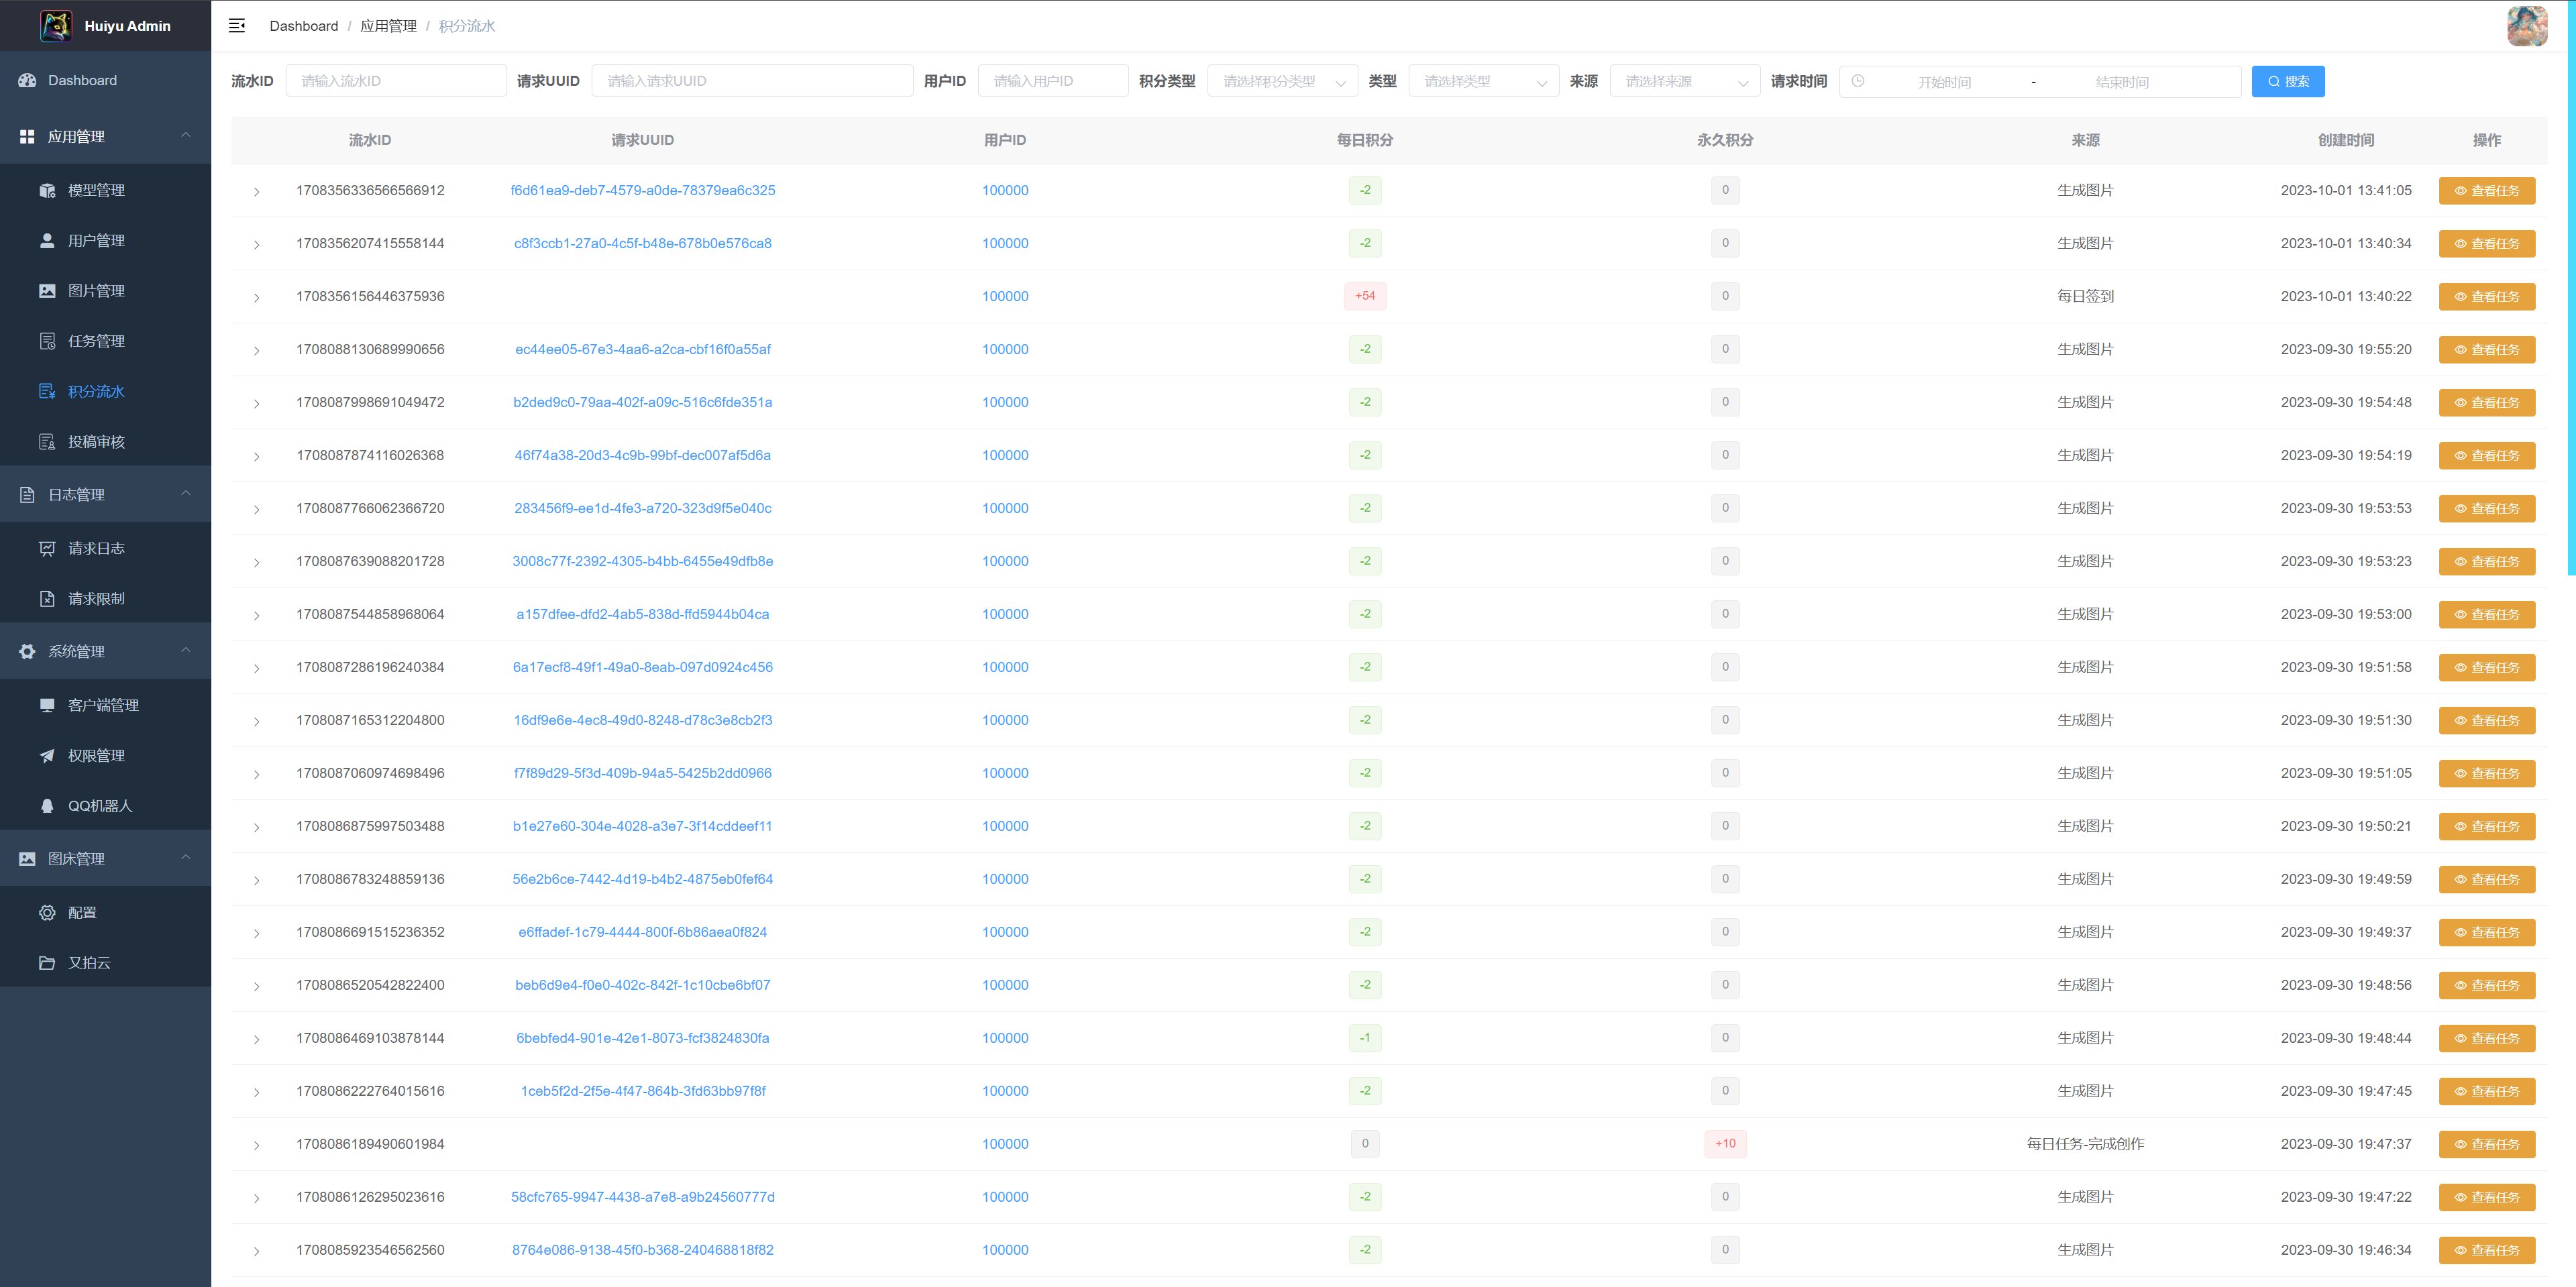 Huiyu Admin
Dashboard / 应用管理 / 积分流水
Dashboard
应用管理
模型管理
用户管理
图片管理
任务管理
积分流水
投稿审核
日志管理
请求日志
请求限制
系统管理
客户端管理
权限管理
QQ机器人
图床管理
配置
又拍云
流水ID 请输入流水ID 请求UUID 请输入请求UUID 用户ID 请输入用户ID 积分类型 请选择积分类型 类型 请选择类型 来源 请选择来源 请求时间 开始时间 - 结束时间 搜索
流水ID 请求UUID 用户ID 每日积分 永久积分 来源 创建时间 操作
1708356336566566912 f6d61ea9-deb7-4579-a0de-78379ea6c325 100000 -2 0 生成图片 2023-10-01 13:41:05 查看任务
1708356207415558144 c8f3ccb1-27a0-4c5f-b48e-678b0e576ca8 100000 -2 0 生成图片 2023-10-01 13:40:34 查看任务
1708356156446375936 100000 +54 0 每日签到 2023-10-01 13:40:22 查看任务
1708088130689990656 ec44ee05-67e3-4aa6-a2ca-cbf16f0a55af 100000 -2 0 生成图片 2023-09-30 19:55:20 查看任务
1708087998691049472 b2ded9c0-79aa-402f-a09c-516c6fde351a 100000 -2 0 生成图片 2023-09-30 19:54:48 查看任务
1708087874116026368 46f74a38-20d3-4c9b-99bf-dec007af5d6a 100000 -2 0 生成图片 2023-09-30 19:54:19 查看任务
1708087766062366720 283456f9-ee1d-4fe3-a720-323d9f5e040c 100000 -2 0 生成图片 2023-09-30 19:53:53 查看任务
1708087639088201728 3008c77f-2392-4305-b4bb-6455e49dfb8e 100000 -2 0 生成图片 2023-09-30 19:53:23 查看任务
1708087544858968064 a157dfee-dfd2-4ab5-838d-ffd5944b04ca 100000 -2 0 生成图片 2023-09-30 19:53:00 查看任务
1708087286196240384 6a17ecf8-49f1-49a0-8eab-097d0924c456 100000 -2 0 生成图片 2023-09-30 19:51:58 查看任务
1708087165312204800 16df9e6e-4ec8-49d0-8248-d78c3e8cb2f3 100000 -2 0 生成图片 2023-09-30 19:51:30 查看任务
1708087060974698496 f7f89d29-5f3d-409b-94a5-5425b2dd0966 100000 -2 0 生成图片 2023-09-30 19:51:05 查看任务
1708086875997503488 b1e27e60-304e-4028-a3e7-3f14cddeef11 100000 -2 0 生成图片 2023-09-30 19:50:21 查看任务
1708086783248859136 56e2b6ce-7442-4d19-b4b2-4875eb0fef64 100000 -2 0 生成图片 2023-09-30 19:49:59 查看任务
1708086691515236352 e6ffadef-1c79-4444-800f-6b86aea0f824 100000 -2 0 生成图片 2023-09-30 19:49:37 查看任务
1708086520542822400 beb6d9e4-f0e0-402c-842f-1c10cbe6bf07 100000 -2 0 生成图片 2023-09-30 19:48:56 查看任务
1708086469103878144 6bebfed4-901e-42e1-8073-fcf3824830fa 100000 -1 0 生成图片 2023-09-30 19:48:44 查看任务
1708086222764015616 1ceb5f2d-2f5e-4f47-864b-3fd63bb97f8f 100000 -2 0 生成图片 2023-09-30 19:47:45 查看任务
1708086189490601984 100000 0 +10 每日任务-完成创作 2023-09-30 19:47:37 查看任务
1708086126295023616 58cfc765-9947-4438-a7e8-a9b24560777d 100000 -2 0 生成图片 2023-09-30 19:47:22 查看任务
1708085923546562560 8764e086-9138-45f0-b368-240468818f82 100000 -2 0 生成图片 2023-09-30 19:46:34 查看任务